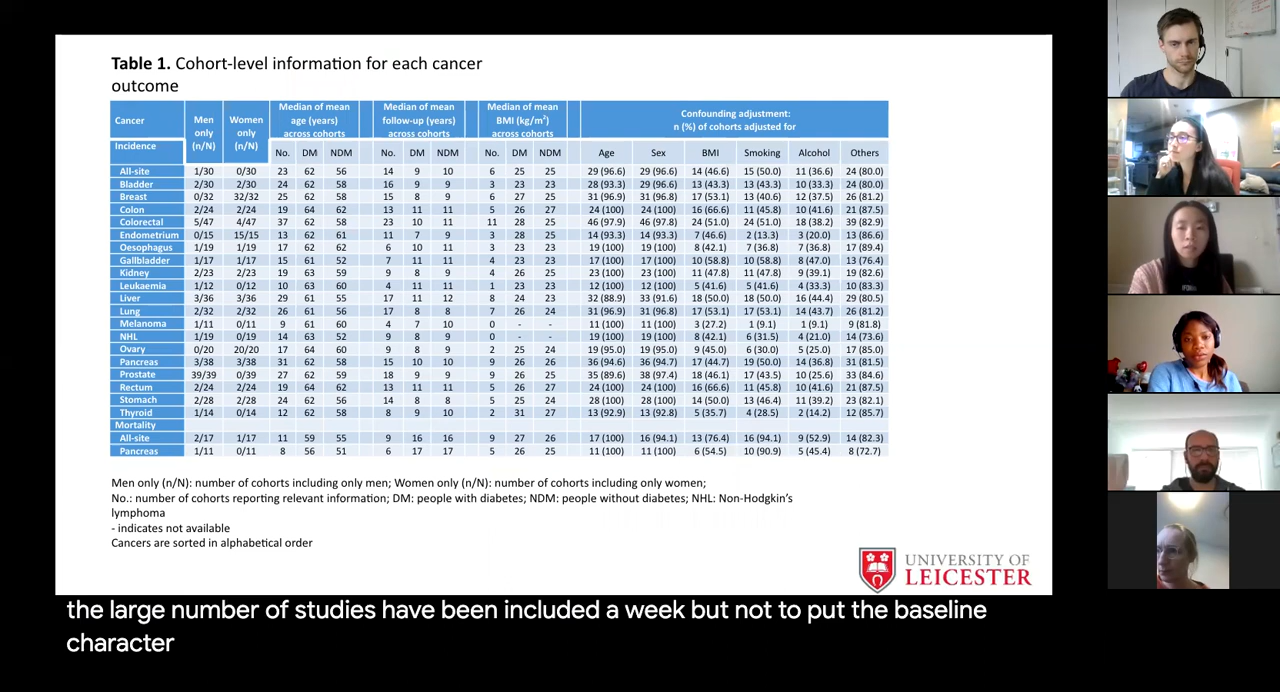 Table 1. Cohort-level information for each cancer
outcome
Cancer Men only (n/N) Women only (n/N) Median of mean age (years) across cohorts Median of mean follow-up (years) across cohorts Median of mean BMI (kg/m²) across cohorts Confounding adjustment: n (%) of cohorts adjusted for
Incidence No. DM NDM No. DM NDM No. DM NDM Age Sex BMI Smoking Alcohol Others
All-site 1/30 0/30 23 62 56 14 9 10 6 25 25 29 (96.6) 29 (96.6) 14 (46.6) 15 (50.0) 11 (36.6) 24 (80.0)
Bladder 2/30 2/30 24 62 56 16 9 9 3 23 23 28 (93.3) 29 (96.6) 13 (43.3) 13 (43.3) 10 (33.3) 24 (80.0)
Breast 0/32 32/32 25 62 58 15 8 9 6 27 25 31 (96.9) 31 (96.8) 17 (53.1) 13 (40.6) 12 (37.5) 26 (81.2)
Colon 2/24 2/24 19 64 62 13 11 11 5 26 27 24 (100) 24 (100) 16 (66.6) 11 (45.8) 10 (41.6) 21 (87.5)
Colorectal 5/47 4/47 37 62 58 23 10 11 11 28 25 46 (97.9) 46 (97.8) 24 (51.0) 24 (51.0) 18 (38.2) 39 (82.9)
Endometrium 0/15 15/15 13 62 61 11 7 9 3 28 25 14 (93.3) 14 (93.3) 7 (46.6) 2 (13.3) 3 (20.0) 13 (86.6)
Oesophagus 1/19 1/19 17 62 62 6 10 11 3 23 23 19 (100) 19 (100) 8 (42.1) 7 (36.8) 7 (36.8) 17 (89.4)
Gallbladder 1/17 1/17 15 61 52 7 11 11 3 23 23 17 (100) 17 (100) 10 (58.8) 10 (58.8) 8 (47.0) 13 (76.4)
Kidney 2/23 2/23 19 63 59 9 8 9 4 26 25 23 (100) 23 (100) 11 (47.8) 11 (47.8) 9 (39.1) 19 (82.6)
Leukaemia 1/12 0/12 10 63 60 4 11 11 1 23 23 12 (100) 12 (100) 5 (41.6) 5 (41.6) 4 (33.3) 10 (83.3)
Liver 3/36 3/36 29 61 55 17 11 12 8 24 23 32 (88.9) 33 (91.6) 18 (50.0) 18 (50.0) 16 (44.4) 29 (80.5)
Lung 2/32 2/32 26 61 56 17 8 8 7 26 24 31 (96.9) 31 (96.8) 17 (53.1) 17 (53.1) 14 (43.7) 26 (81.2)
Melanoma 1/11 0/11 9 61 60 4 7 10 0 - - 11 (100) 11 (100) 3 (27.2) 1 (9.1) 1 (9.1) 9 (81.8)
NHL 1/19 0/19 14 63 52 9 8 9 0 - - 19 (100) 19 (100) 8 (42.1) 6 (31.5) 4 (21.0) 14 (73.6)
Ovary 0/20 20/20 17 64 60 9 8 9 2 25 24 19 (95.0) 19 (95.0) 9 (45.0) 6 (30.0) 5 (25.0) 17 (85.0)
Pancreas 3/38 3/38 31 62 58 15 10 10 9 26 26 36 (94.6) 36 (94.7) 17 (44.7) 19 (50.0) 14 (36.8) 31 (81.5)
Prostate 39/39 0/39 27 62 59 18 9 9 6 26 25 35 (89.6) 38 (97.4) 18 (46.1) 17 (43.5) 10 (25.6) 33 (84.6)
Rectum 2/24 2/24 19 64 62 13 11 11 5 26 27 24 (100) 24 (100) 16 (66.6) 11 (45.8) 10 (41.6) 21 (87.5)
Stomach 2/28 2/28 24 62 56 14 8 8 5 25 24 28 (100) 28 (100) 14 (50.0) 13 (46.4) 11 (39.2) 23 (82.1)
Thyroid 1/14 0/14 12 62 58 8 9 10 2 31 27 13 (92.9) 13 (92.8) 5 (35.7) 4 (28.5) 2 (14.2) 12 (85.7)
Mortality
All-site 2/17 1/17 11 59 55 9 16 16 9 27 26 17 (100) 16 (94.1) 13 (76.4) 16 (94.1) 9 (52.9) 14 (82.3)
Pancreas 1/11 0/11 8 56 51 6 17 17 5 26 25 11 (100) 11 (100) 6 (54.5) 10 (90.9) 5 (45.4) 8 (72.7)
Men only (n/N): number of cohorts including only men; Women only (n/N): number of cohorts including only women;
No.: number of cohorts reporting relevant information; DM: people with diabetes; NDM: people without diabetes; NHL: Non-Hodgkin's
lymphoma
- indicates not available
Cancers are sorted in alphabetical order
UNIVERSITY OF
LEICESTER
the large number of studies have been included a week but not to put the baseline
character